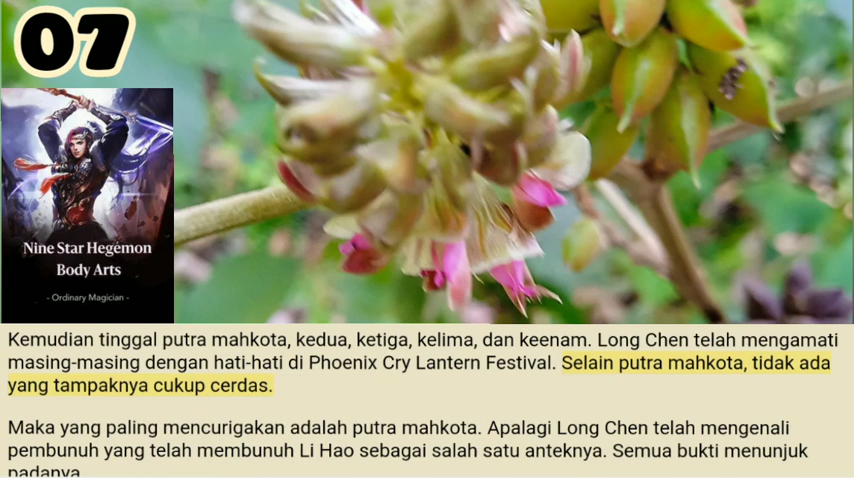 07
Nine Star Hegemon
Body Arts
- Ordinary Magician -
Kemudian tinggal putra mahkota, kedua, ketiga, kelima, dan keenam. Long Chen telah mengamati
masing-masing dengan hati-hati di Phoenix Cry Lantern Festival. Selain putra mahkota, tidak ada
yang tampaknya cukup cerdas.
Maka yang paling mencurigakan adalah putra mahkota. Apalagi Long Chen telah mengenali
pembunuh yang telah membunuh Li Hao sebagai salah satu anteknya. Semua bukti menunjuk
padanya